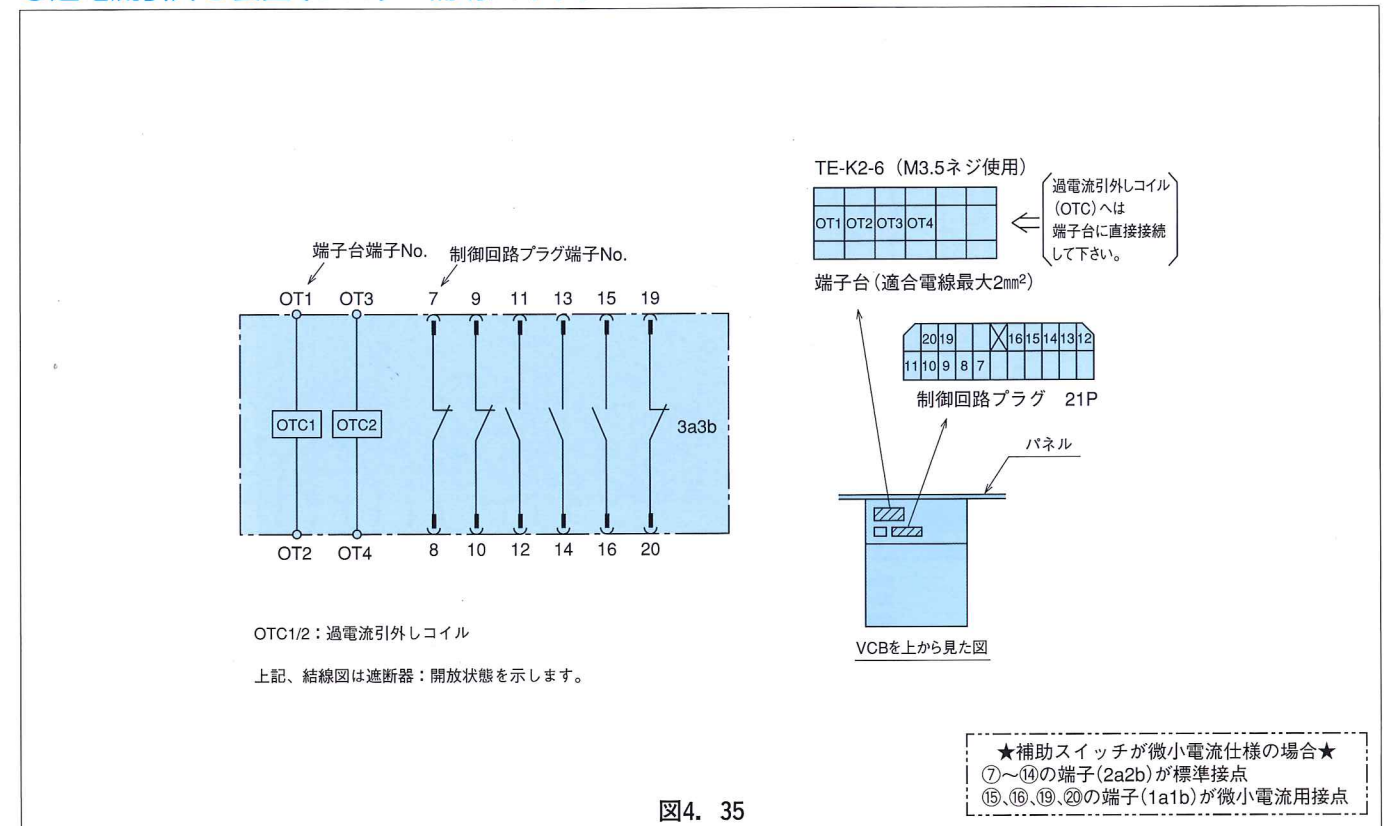 TE-K2-6（M3.5ネジ使用）
OT1 OT2 OT3 OT4
過電流引外しコイル
（OTC）へは
端子台に直接接続
して下さい。
端子台（適合電線最大2mm²）
端子台端子No.
制御回路プラグ端子No.
OT1 OT3 7 9 11 13 15 19
20 19 16 15 14 13 12
11 10 9 8 7
制御回路プラグ 21P
OTC1 OTC2
3a3b
パネル
OT2 OT4 8 10 12 14 16 20
OTC1/2：過電流引外しコイル
VCBを上から見た図
上記、結線図は遮断器：開放状態を示します。
★補助スイッチが微小電流仕様の場合★
⑦～⑭の端子（2a2b）が標準接点
⑮、⑯、⑲、⑳の端子（1a1b）が微小電流用接点
図4. 35